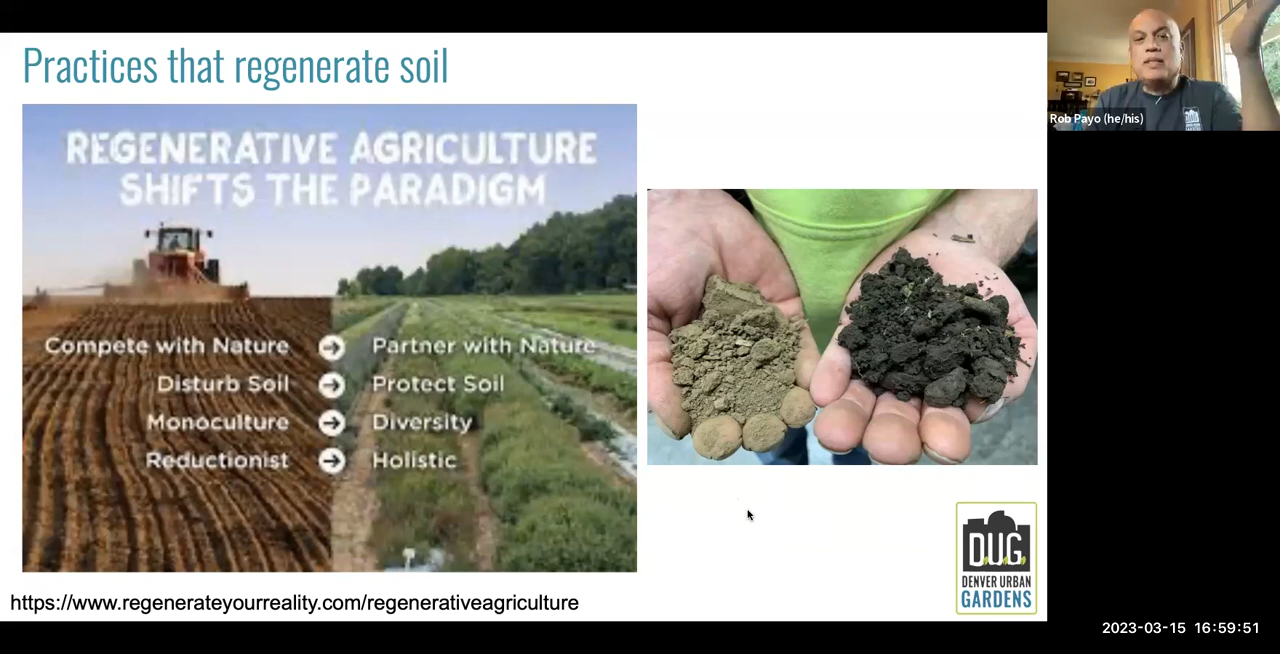 Practices that regenerate soil
REGENERATIVE AGRICULTURE
SHIFTS THE PARADIGM
Compete with Nature → Partner with Nature
Disturb Soil → Protect Soil
Monoculture → Diversity
Reductionist → Holistic
https://www.regenerateyourreality.com/regenerativeagriculture
D.U.G.
DENVER URBAN
GARDENS
Rob Payo (he/his)
2023-03-15 16:59:51